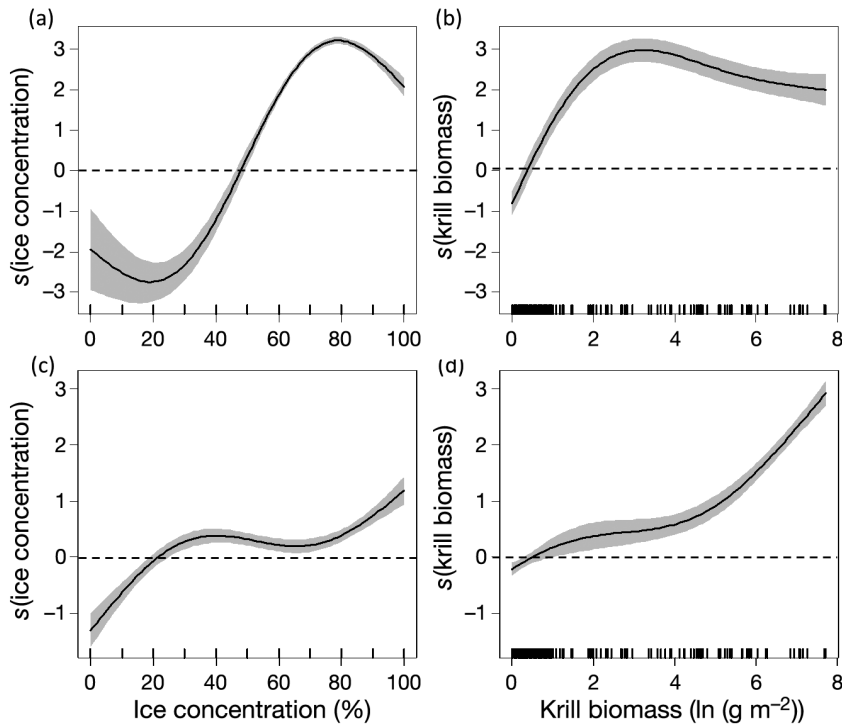 (a)
(b)
s(ice concentration)
3
2
1
0
−1
−2
−3
0 20 40 60 80 100
s(krill biomass)
3
2
1
0
−1
−2
−3
0 2 4 6 8
(c)
(d)
s(ice concentration)
3
2
1
0
−1
0 20 40 60 80 100
Ice concentration (%)
s(krill biomass)
3
2
1
0
−1
0 2 4 6 8
Krill biomass (ln (g m⁻²))